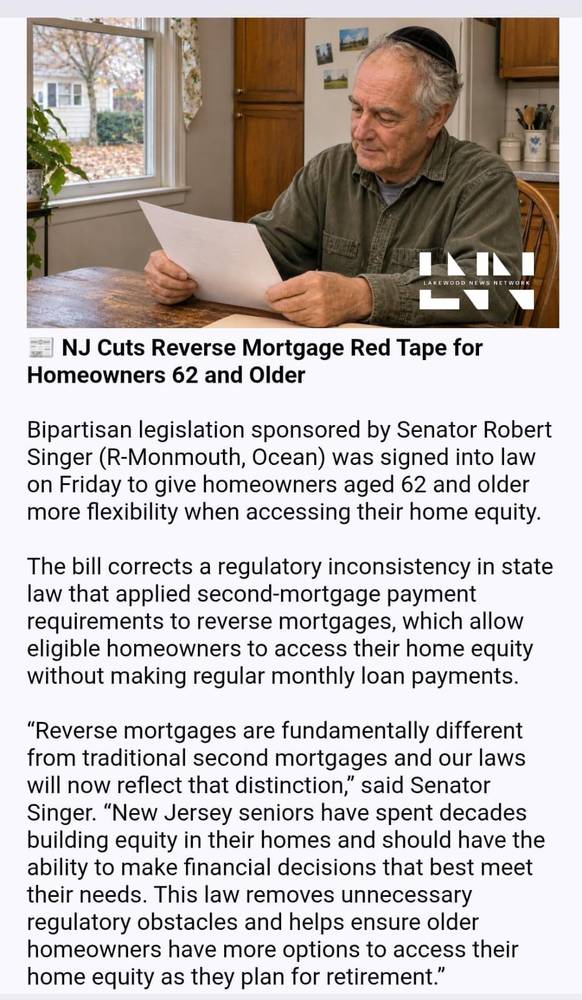 LNN
LAKEWOOD NEWS NETWORK
📰 NJ Cuts Reverse Mortgage Red Tape for
Homeowners 62 and Older
Bipartisan legislation sponsored by Senator Robert
Singer (R-Monmouth, Ocean) was signed into law
on Friday to give homeowners aged 62 and older
more flexibility when accessing their home equity.
The bill corrects a regulatory inconsistency in state
law that applied second-mortgage payment
requirements to reverse mortgages, which allow
eligible homeowners to access their home equity
without making regular monthly loan payments.
“Reverse mortgages are fundamentally different
from traditional second mortgages and our laws
will now reflect that distinction,” said Senator
Singer. “New Jersey seniors have spent decades
building equity in their homes and should have the
ability to make financial decisions that best meet
their needs. This law removes unnecessary
regulatory obstacles and helps ensure older
homeowners have more options to access their
home equity as they plan for retirement.”